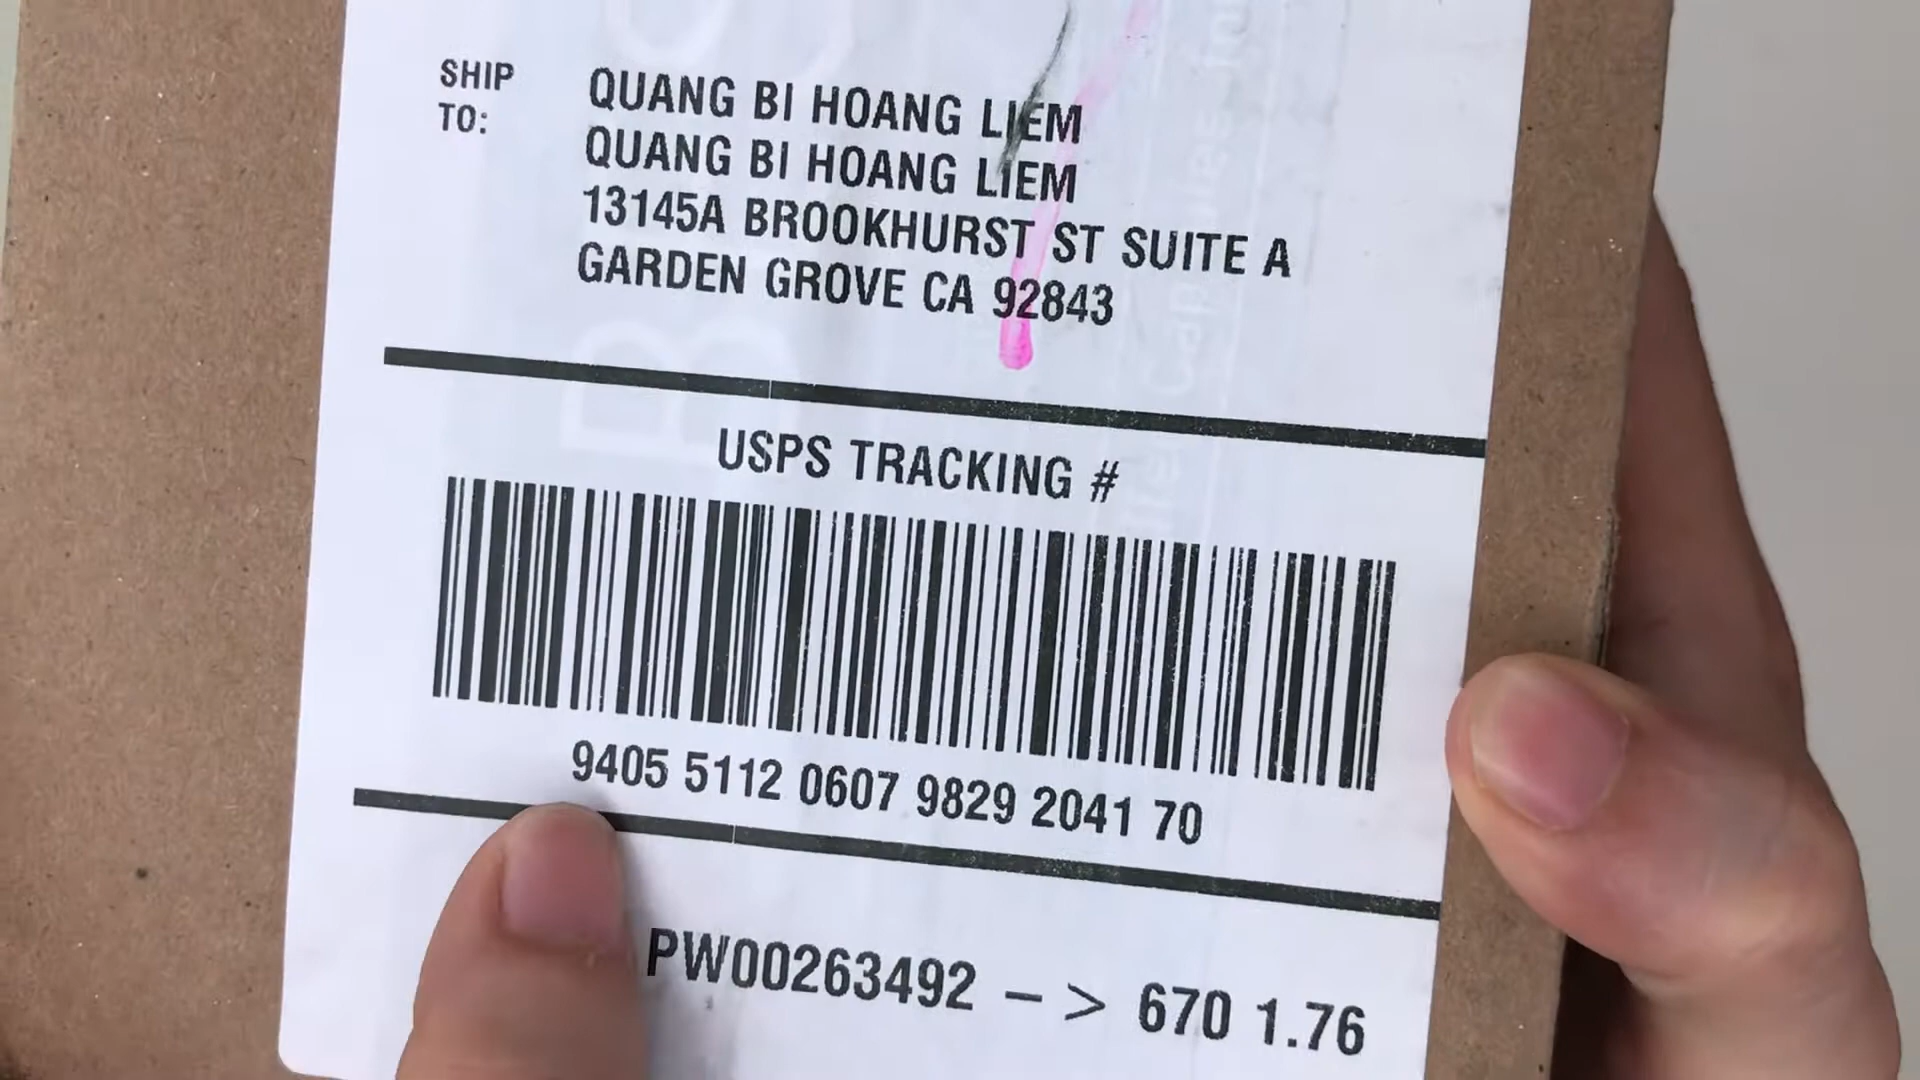 SHIP
TO:
QUANG BI HOANG LIEM
QUANG BI HOANG LIEM
13145A BROOKHURST ST SUITE A
GARDEN GROVE CA 92843
USPS TRACKING #
9405 5112 0607 9829 2041 70
PW00263492 - > 670 1.76